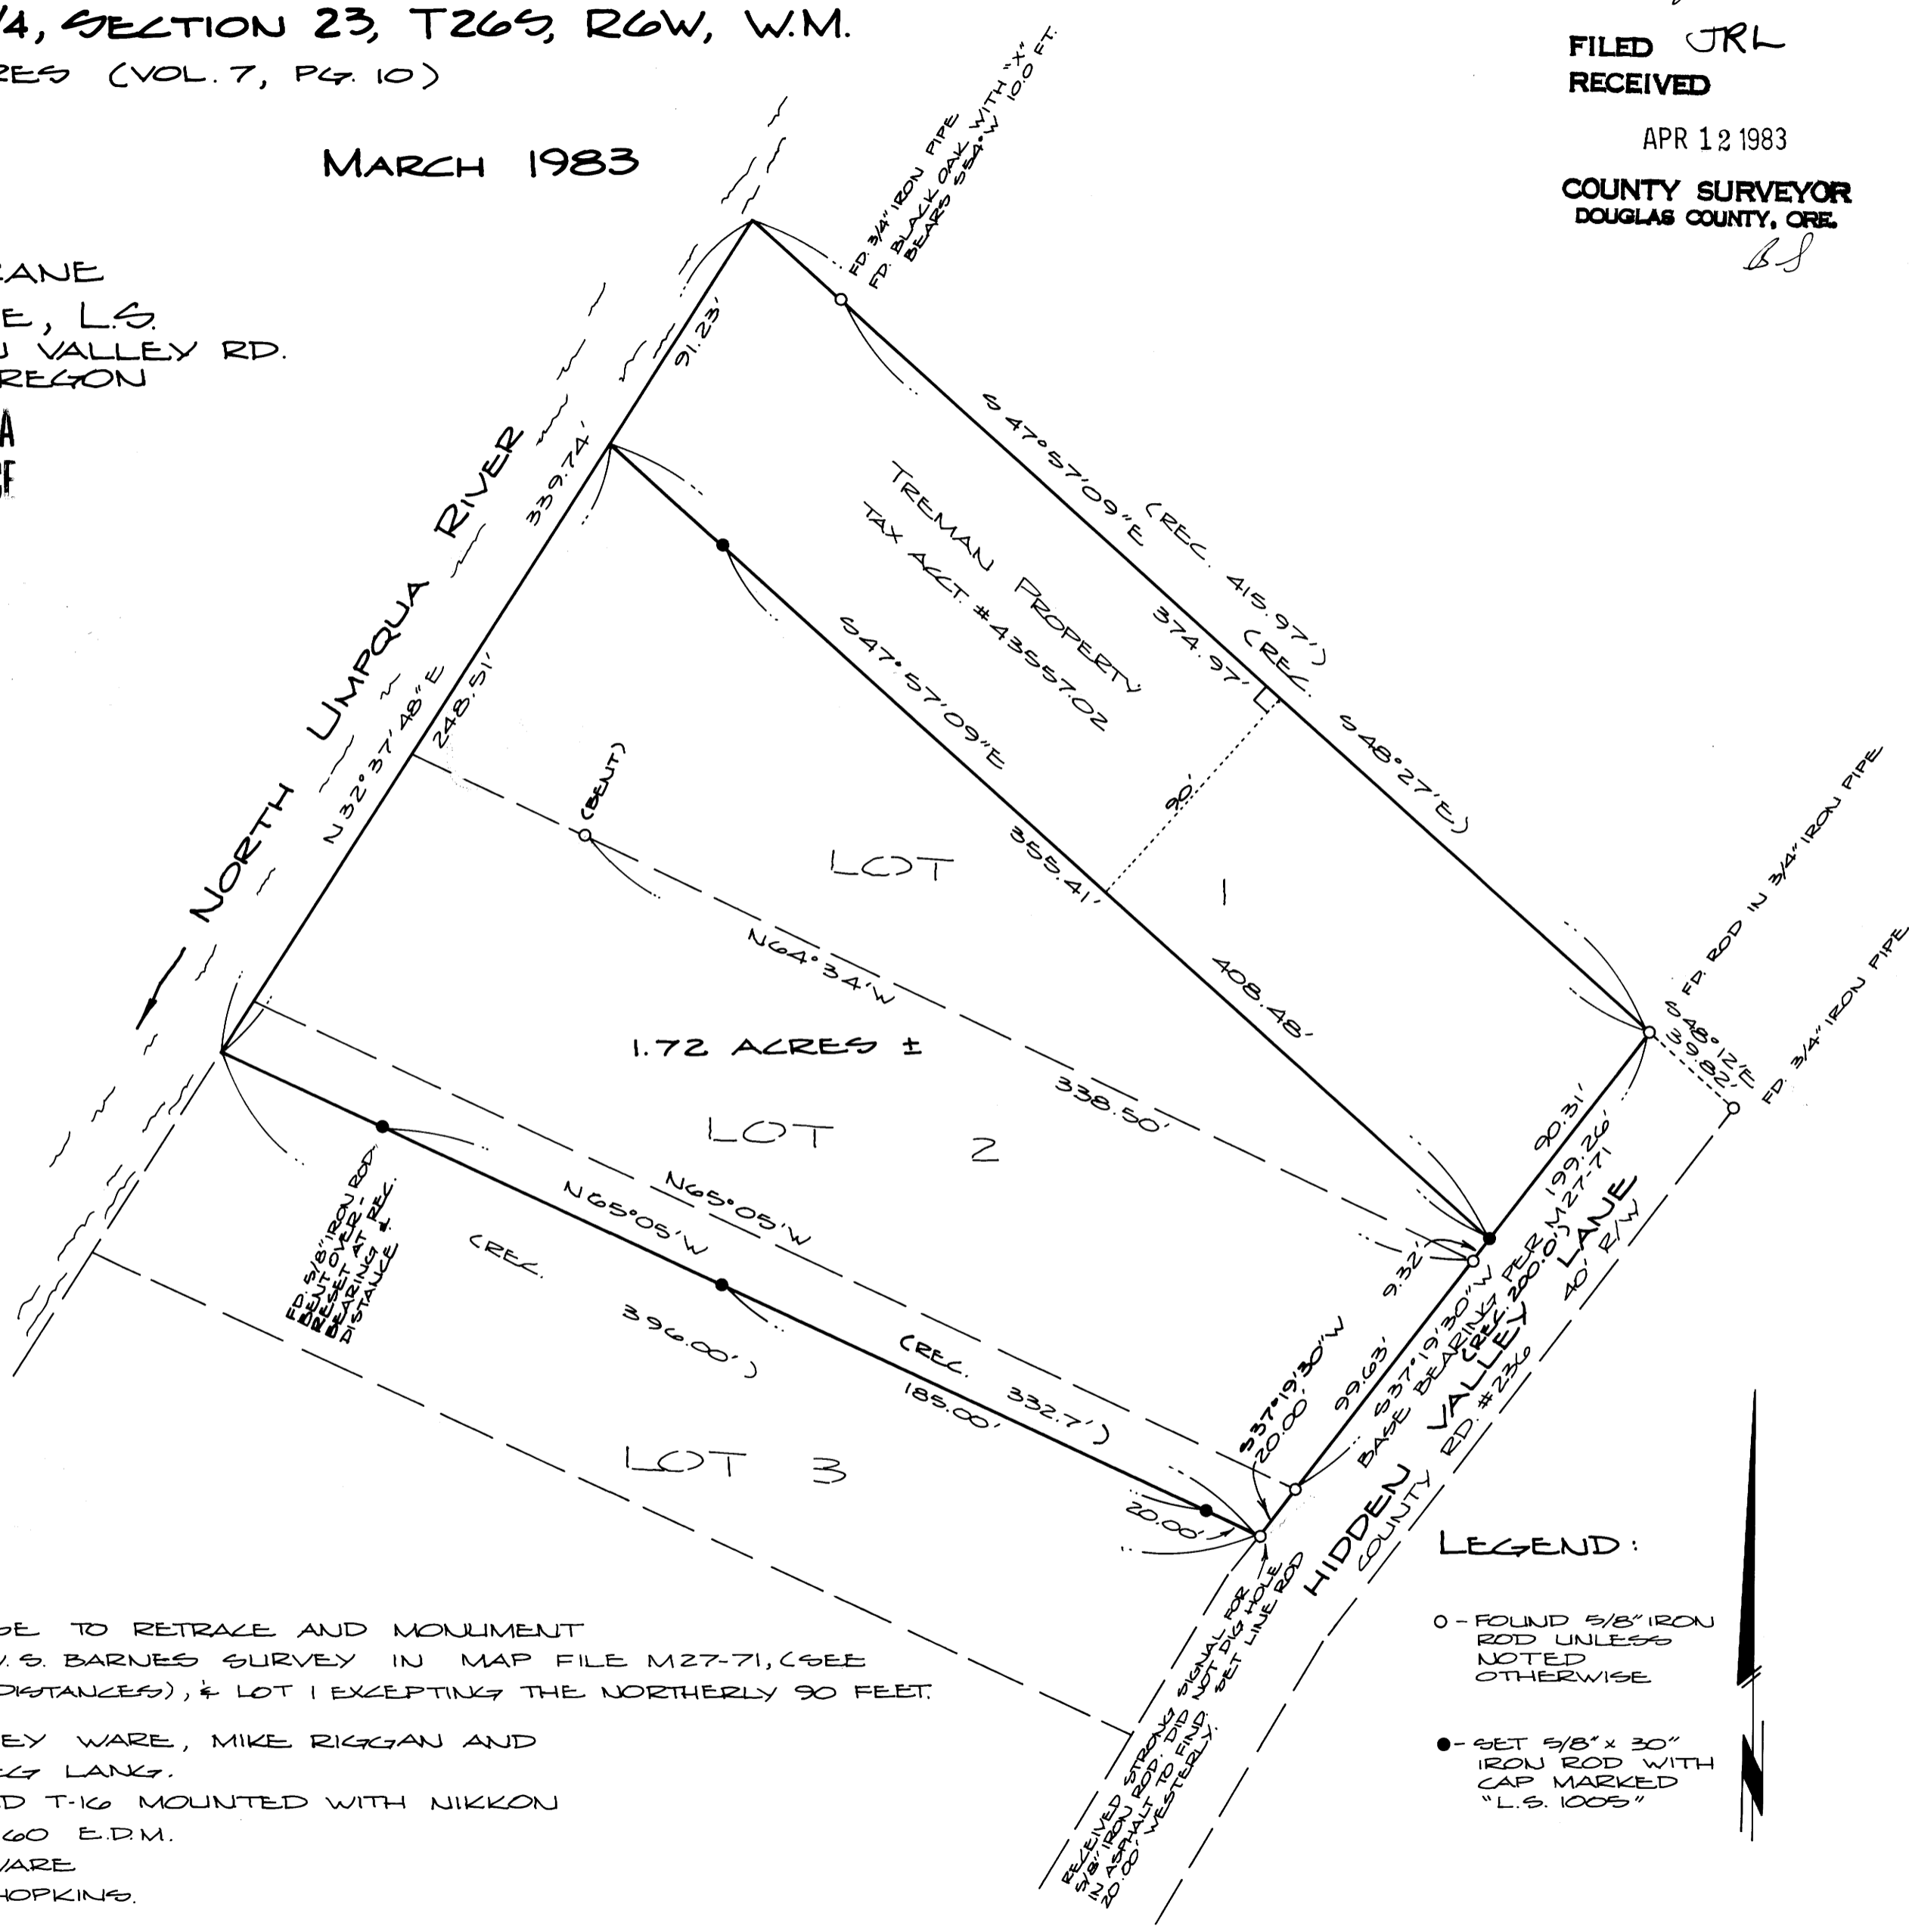 /4, SECTION 23, T26S, R6W, W.M.
RES (VOL. 7, PG. 10)
MARCH 1983
FILED JRL
RECEIVED
APR 12 1983
COUNTY SURVEYOR
DOUGLAS COUNTY, ORE.
BS
ANE
E, L.S.
VALLEY RD.
REGON
A
FD. 3/4" IRON PIPE
FD. BLACK OAK WITH "X"
BEARS S54°W 10.0 FT.
91.23'
339.74'
NORTH UMPQUA RIVER
N32°37'48"E
248.51'
S47°57'09"E
(REC. 415.97')
374.97'
(REC. S48°27'E)
TREMAN PROPERTY
TAX ACCT. #43557.02
90'
S47°57'09"E
355.41'
408.48'
(BENT)
LOT 1
N64°34'W
338.50'
1.72 ACRES ±
LOT 2
N65°05'W
(REC. 332.7')
N65°05'W
(REC. 396.00')
185.00'
20.00'
FD. 5/8" IRON ROD
BENT OVER -
RESET AT REC.
BEARING &
DISTANCE
LOT 3
FD. ROD IN 3/4" IRON PIPE
S48°12'E
39.82'
FD. 3/4" IRON PIPE
90.31'
199.26'
9.32'
99.63'
S37°19'30"W
BASE BEARING PER M27-71
(REC. 200.0')
S37°19'30"W
20.00'
HIDDEN VALLEY LANE
COUNTY RD. #236 40' R/W
RECEIVED STRONG SIGNAL FOR
5/8" IRON ROD. DID NOT DIG HOLE
IN ASPHALT TO FIND. SET LINE ROD
20.00' WESTERLY.
LEGEND:
○ - FOUND 5/8" IRON
ROD UNLESS
NOTED
OTHERWISE
● - SET 5/8" x 30"
IRON ROD WITH
CAP MARKED
"L.S. 1005"
SE TO RETRACE AND MONUMENT
.S. BARNES SURVEY IN MAP FILE M27-71, (SEE
DISTANCES), & LOT 1 EXCEPTING THE NORTHERLY 90 FEET.
EY WARE, MIKE RIGGAN AND
EG LANG.
D T-16 MOUNTED WITH NIKKON
60 E.D.M.
WARE
HOPKINS.